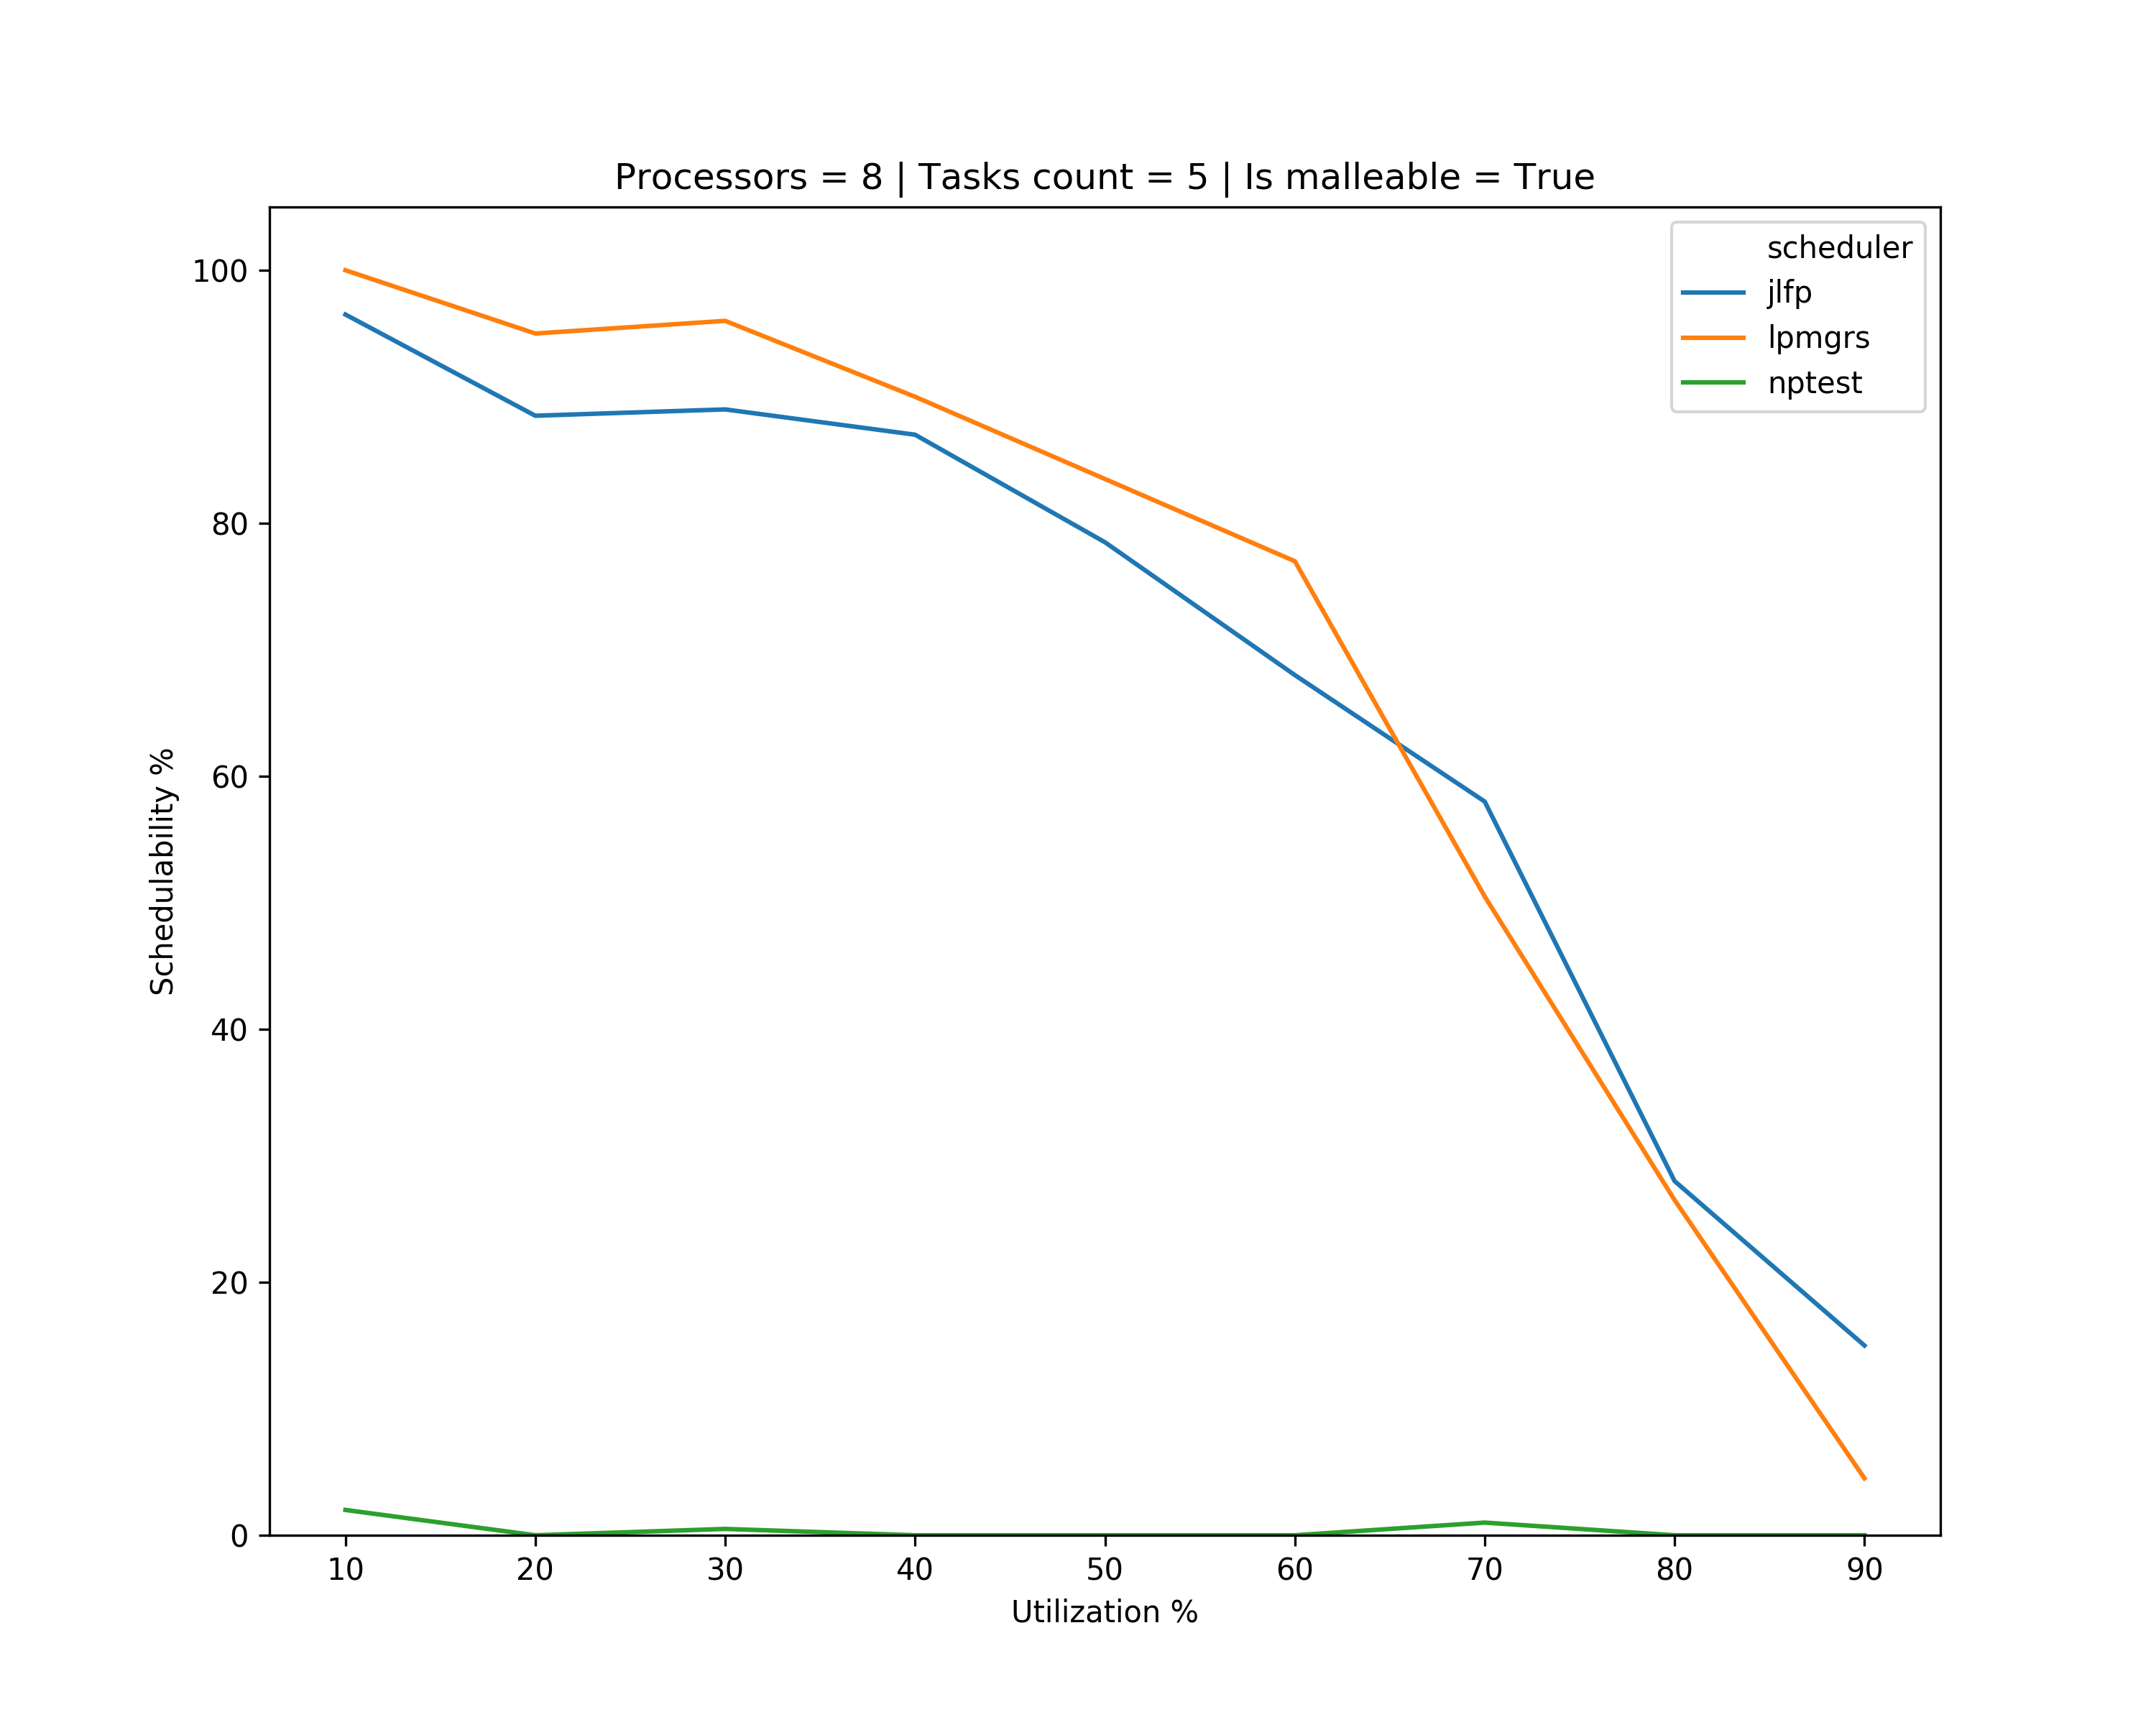 Processors = 8 | Tasks count = 5 | Is malleable = True
scheduler
jlfp
lpmgrs
nptest
Schedulability %
100
80
60
40
20
0
10 20 30 40 50 60 70 80 90
Utilization %